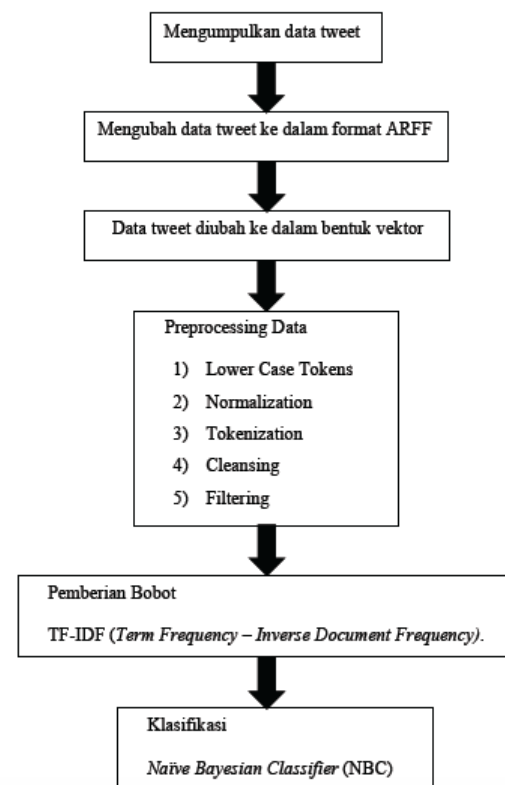 Mengumpulkan data tweet
Mengubah data tweet ke dalam format ARFF
Data tweet diubah ke dalam bentuk vektor
Preprocessing Data
1) Lower Case Tokens
2) Normalization
3) Tokenization
4) Cleansing
5) Filtering
Pemberian Bobot
TF-IDF (Term Frequency – Inverse Document Frequency).
Klasifikasi
Naïve Bayesian Classifier (NBC)